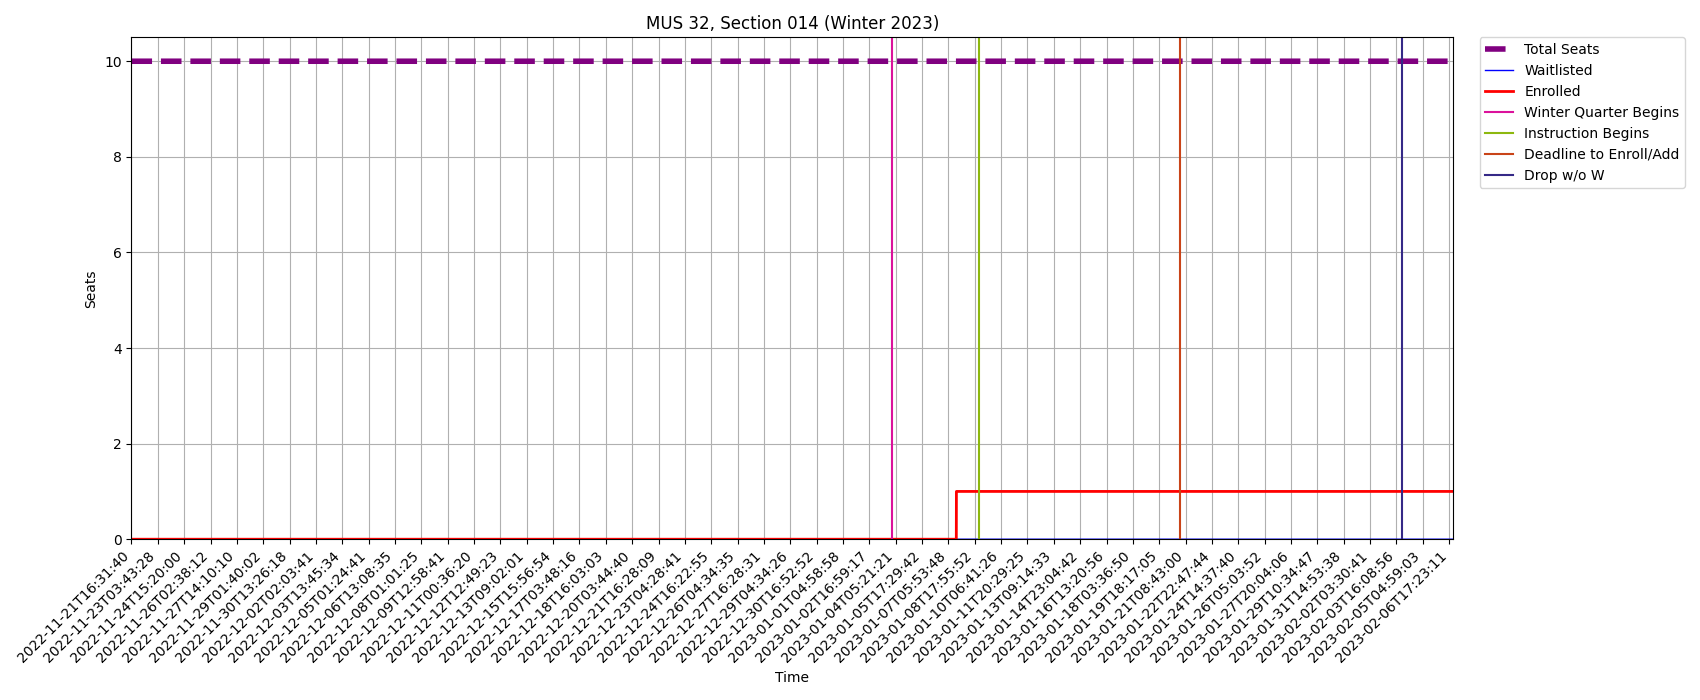 MUS 32, Section 014 (Winter 2023)
Total Seats
Waitlisted
Enrolled
Winter Quarter Begins
Instruction Begins
Deadline to Enroll/Add
Drop w/o W
Seats
10
8
6
4
2
0
2022-11-21T16:31:40
2022-11-23T03:43:28
2022-11-24T15:20:00
2022-11-26T02:38:12
2022-11-27T14:10:10
2022-11-29T01:40:02
2022-11-30T13:26:18
2022-12-02T02:03:41
2022-12-03T13:45:34
2022-12-05T01:24:41
2022-12-06T13:08:35
2022-12-08T01:01:25
2022-12-09T12:58:41
2022-12-11T00:36:20
2022-12-12T12:49:23
2022-12-13T09:02:01
2022-12-15T15:56:54
2022-12-17T03:48:16
2022-12-18T16:03:03
2022-12-20T03:44:40
2022-12-21T16:28:09
2022-12-23T04:28:41
2022-12-24T16:22:55
2022-12-26T04:34:35
2022-12-27T16:28:31
2022-12-29T04:34:26
2022-12-30T16:52:52
2023-01-01T04:58:58
2023-01-02T16:59:17
2023-01-04T05:21:21
2023-01-05T17:29:42
2023-01-07T05:53:48
2023-01-08T17:55:52
2023-01-10T06:41:26
2023-01-11T20:29:25
2023-01-13T09:14:33
2023-01-14T23:04:42
2023-01-16T13:20:56
2023-01-18T03:36:50
2023-01-19T18:17:05
2023-01-21T08:43:00
2023-01-22T22:47:44
2023-01-24T14:37:40
2023-01-26T05:03:52
2023-01-27T20:04:06
2023-01-29T10:34:47
2023-01-31T14:53:38
2023-02-02T03:30:41
2023-02-03T16:08:56
2023-02-05T04:59:03
2023-02-06T17:23:11
Time